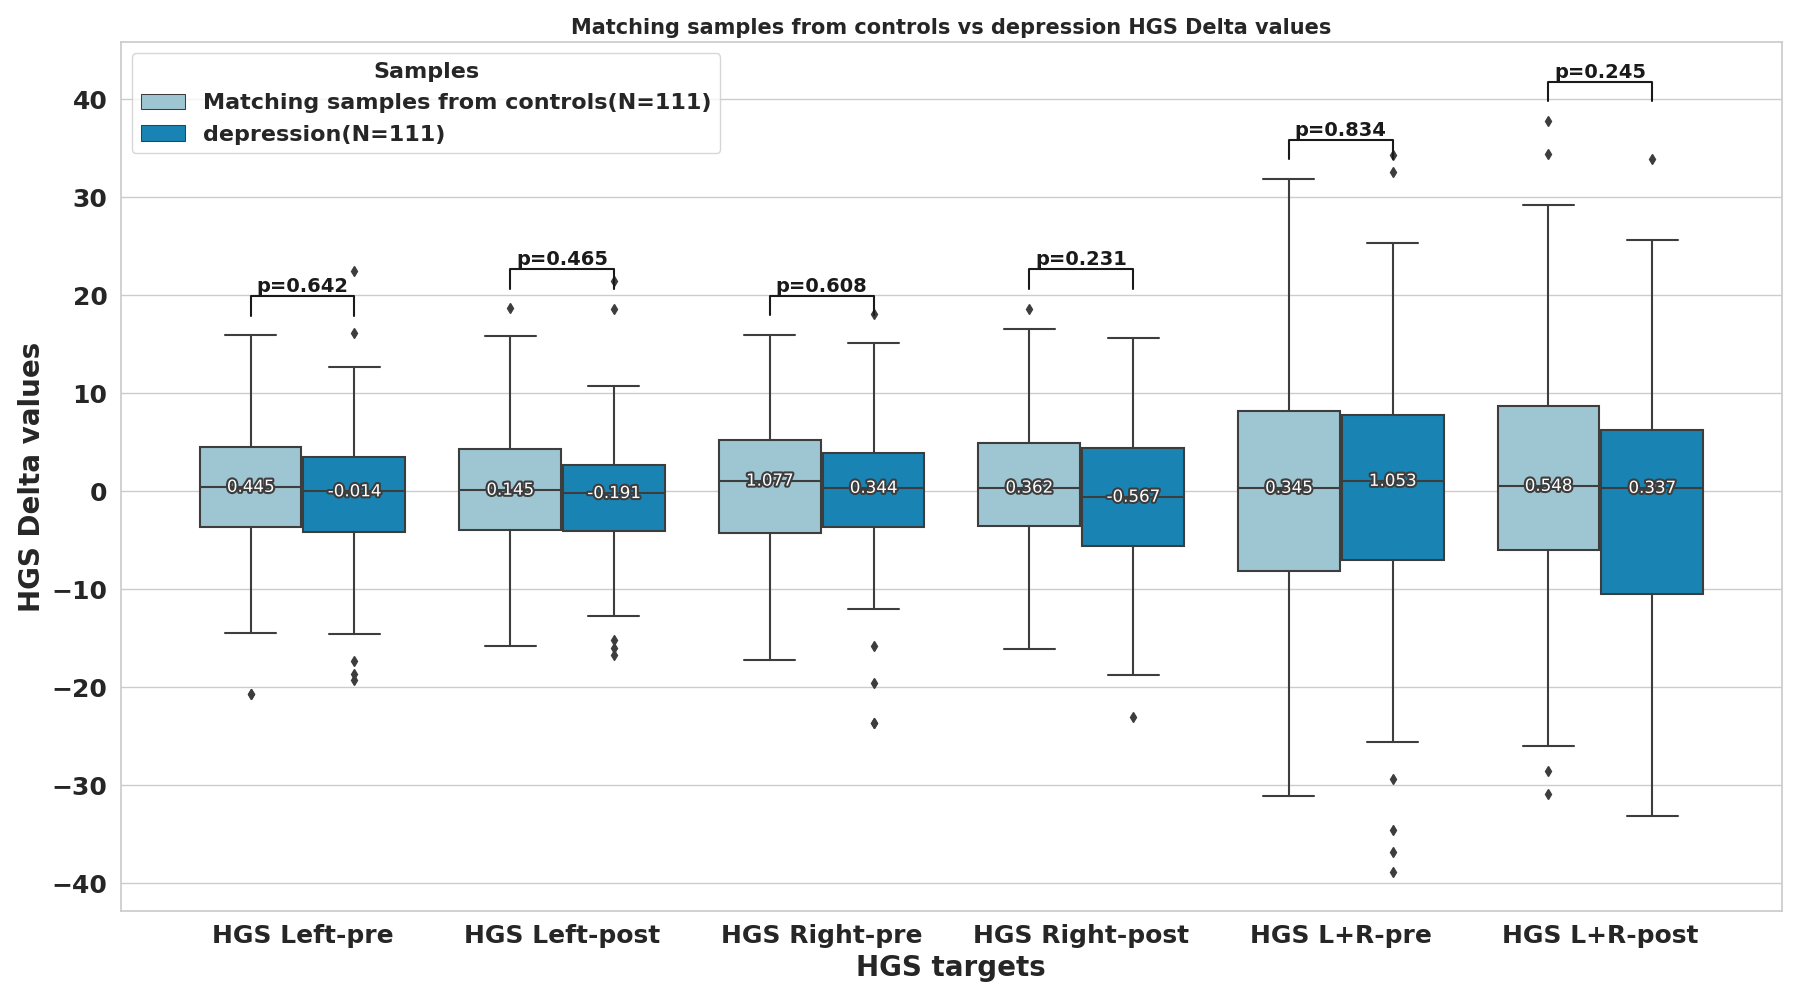 Matching samples from controls vs depression HGS Delta values
Samples
Matching samples from controls(N=111)
depression(N=111)
HGS Delta values
40
30
20
10
0
−10
−20
−30
−40
p=0.642
p=0.465
p=0.608
p=0.231
p=0.834
p=0.245
0.445
-0.014
0.145
-0.191
1.077
0.344
0.362
-0.567
0.345
1.053
0.548
0.337
HGS Left-pre
HGS Left-post
HGS Right-pre
HGS Right-post
HGS L+R-pre
HGS L+R-post
HGS targets